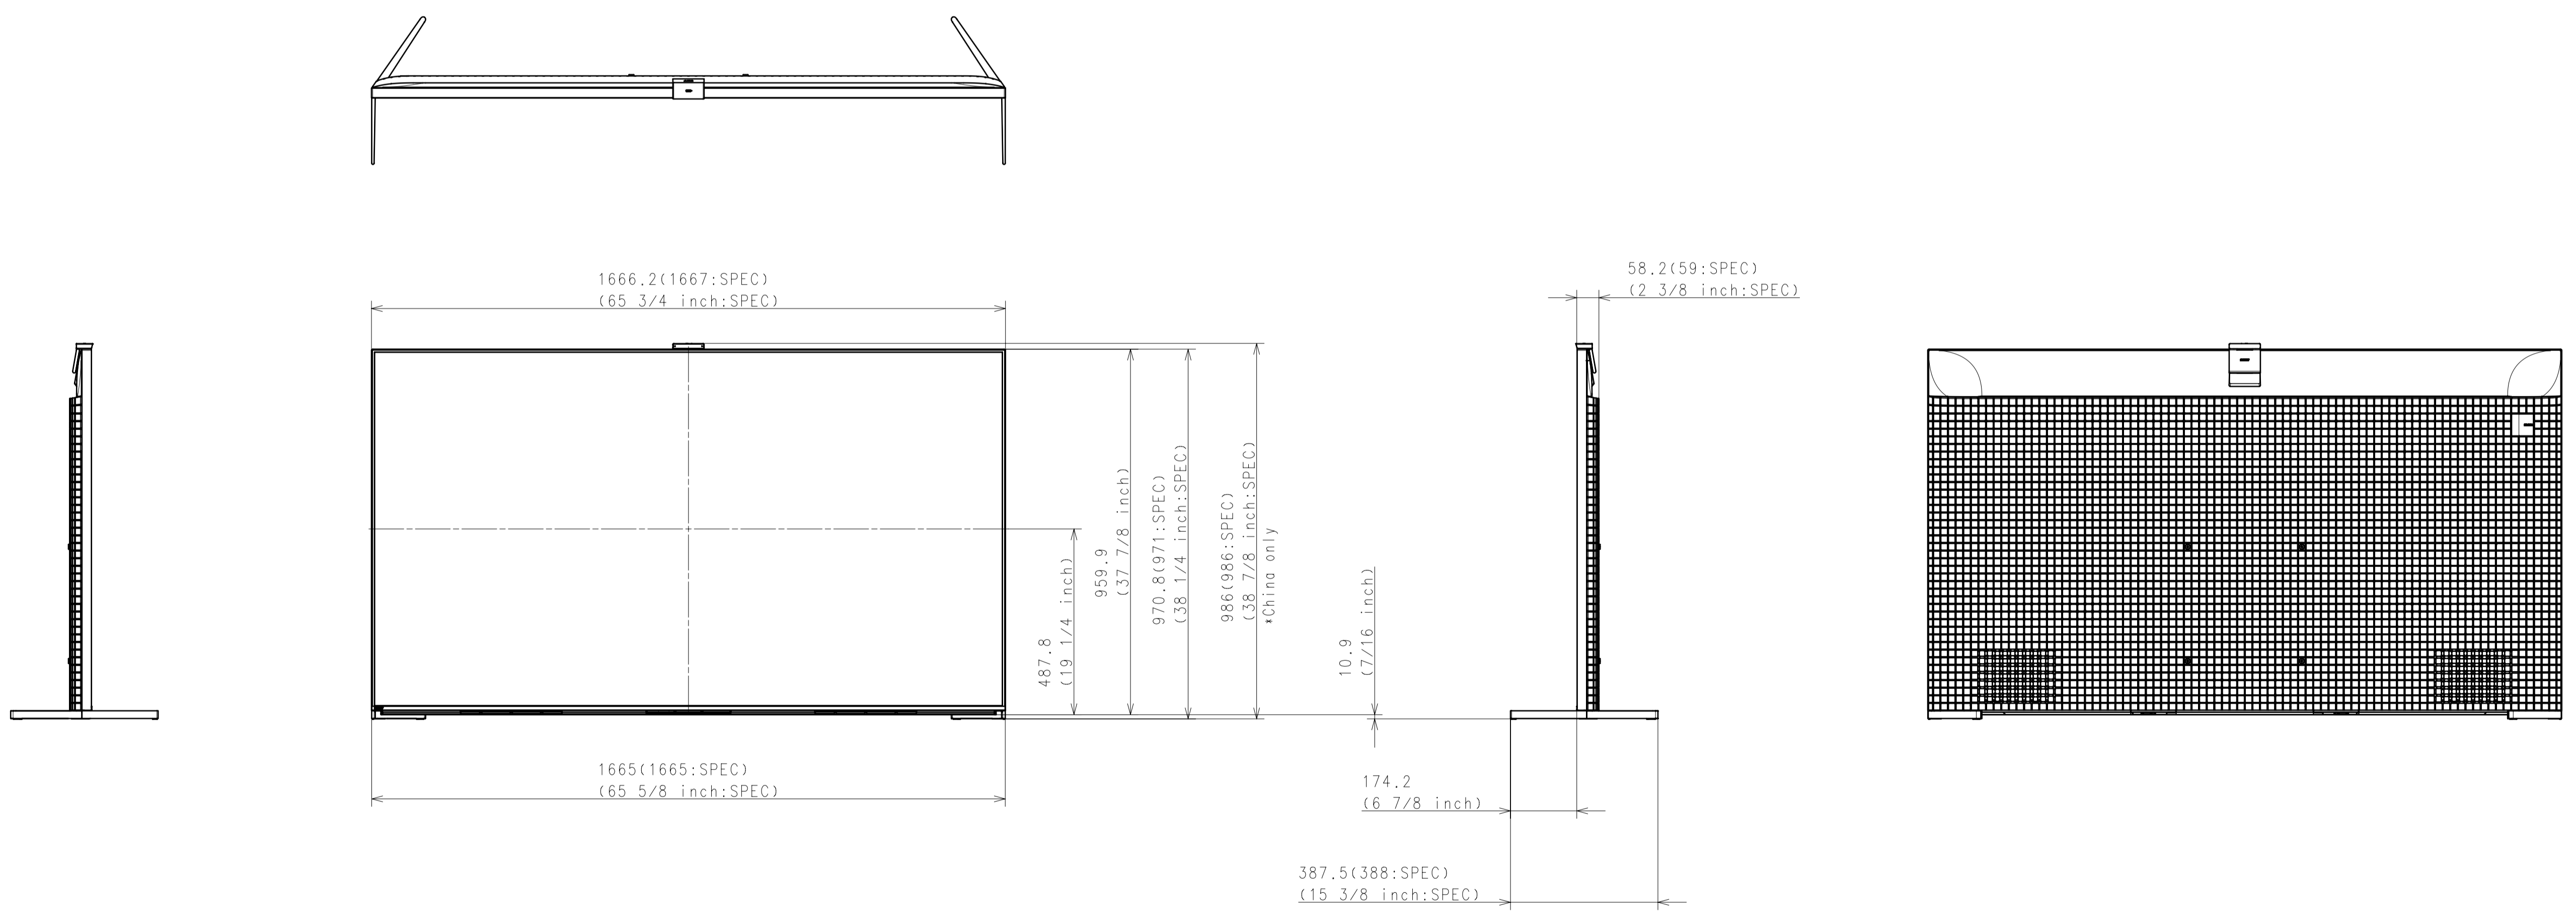 1666.2(1667:SPEC)
(65 3/4 inch:SPEC)
58.2(59:SPEC)
(2 3/8 inch:SPEC)
487.8
(19 1/4 inch)
959.9
(37 7/8 inch)
970.8(971:SPEC)
(38 1/4 inch:SPEC)
986(986:SPEC)
(38 7/8 inch:SPEC)
*China only
10.9
(7/16 inch)
1665(1665:SPEC)
(65 5/8 inch:SPEC)
174.2
(6 7/8 inch)
387.5(388:SPEC)
(15 3/8 inch:SPEC)